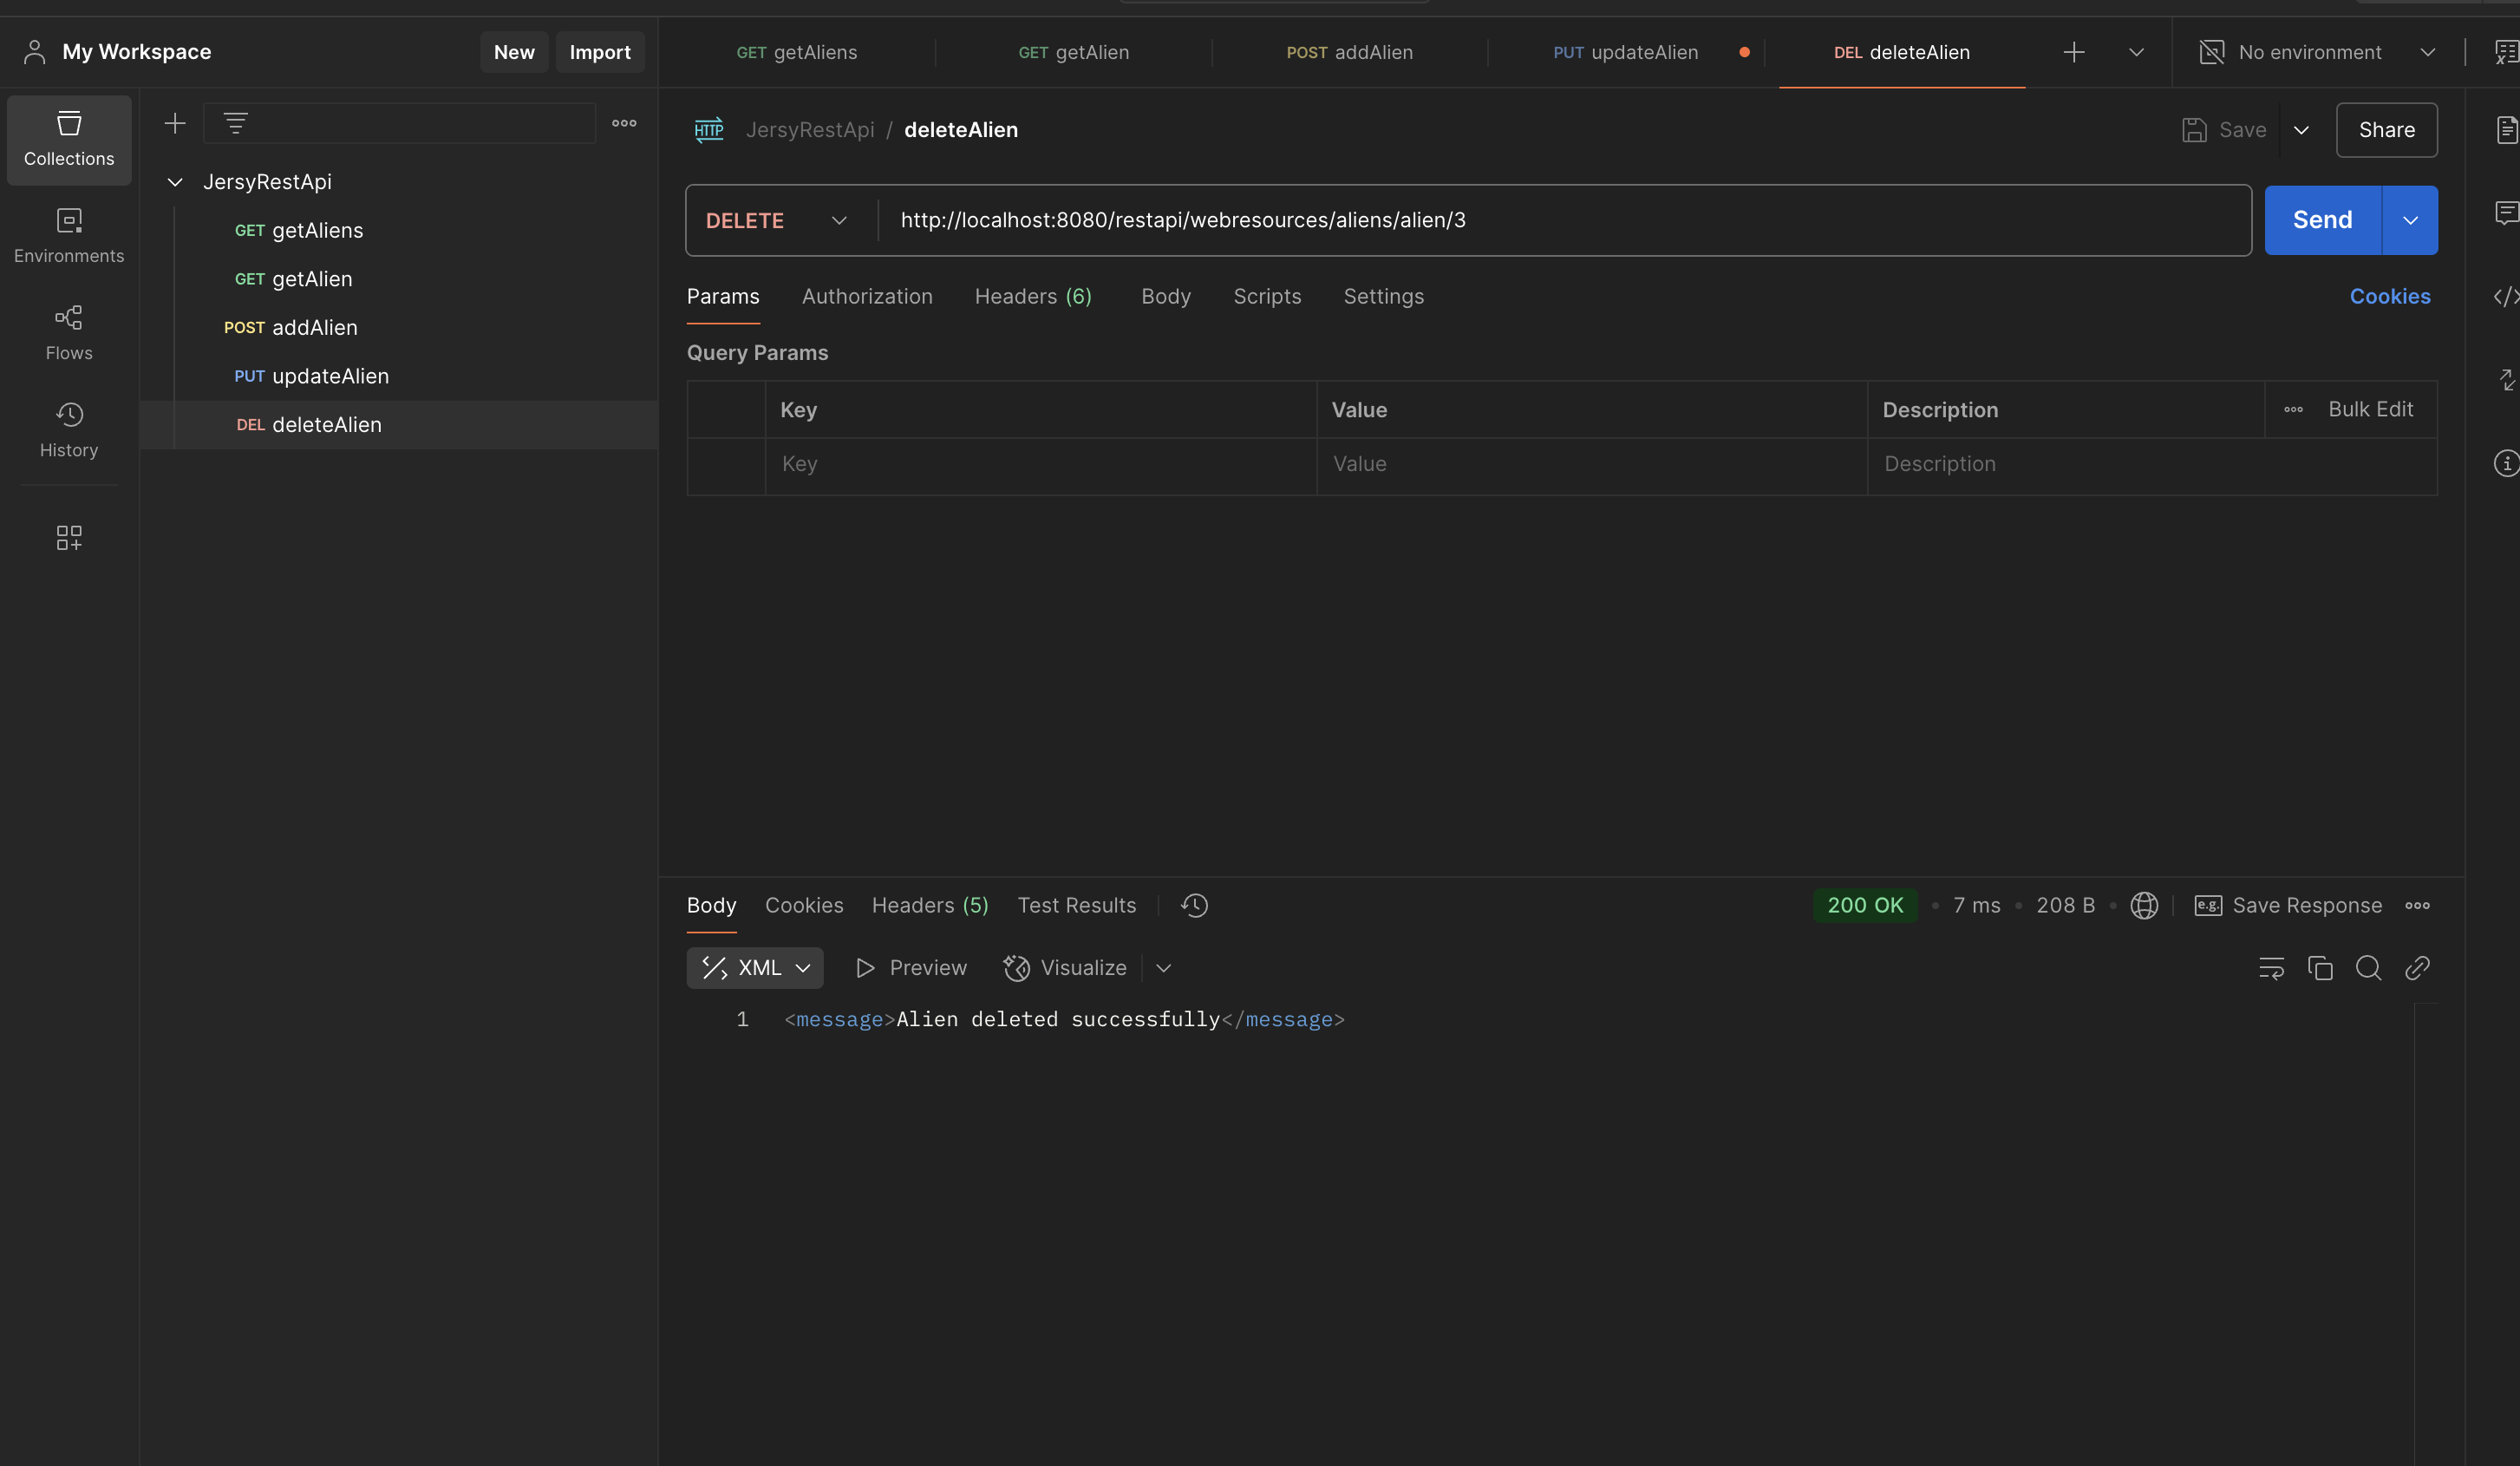 My Workspace
New
Import
GET getAliens
GET getAlien
POST addAlien
PUT updateAlien
DEL deleteAlien
No environment
Collections
Environments
Flows
History
JersyRestApi
GET getAliens
GET getAlien
POST addAlien
PUT updateAlien
DEL deleteAlien
HTTP JersyRestApi / deleteAlien
Save
Share
DELETE
http://localhost:8080/restapi/webresources/aliens/alien/3
Send
Params Authorization Headers (6) Body Scripts Settings
Cookies
Query Params
Key Value Description Bulk Edit
Key Value Description
Body Cookies Headers (5) Test Results
200 OK • 7 ms • 208 B •
e.g. Save Response
XML Preview Visualize
1 <message>Alien deleted successfully</message>